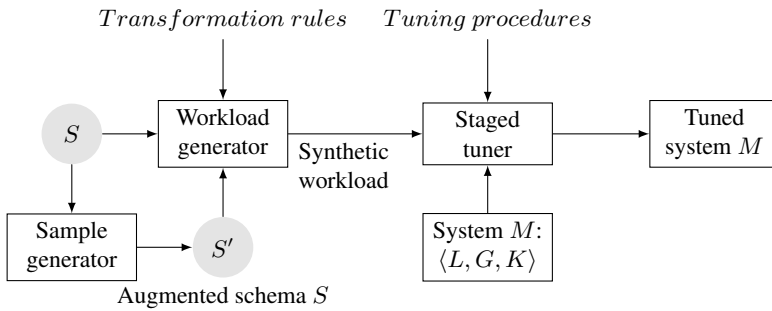 Transformation rules
Tuning procedures
S
Workload
generator
Synthetic
workload
Staged
tuner
Tuned
system M
Sample
generator
S′
Augmented schema S
System M:
⟨L, G, K⟩